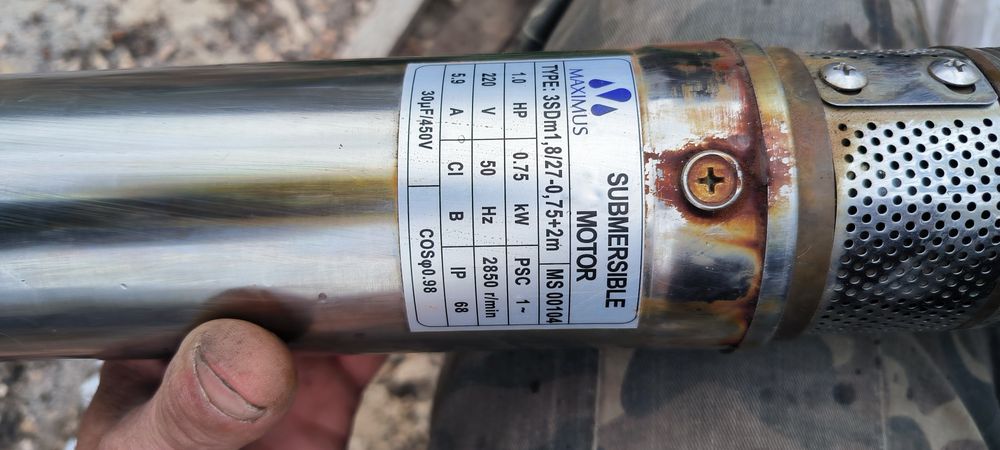 MAXIMUS
SUBMERSIBLE
MOTOR
TYPE: 3SDm1,8/27-0,75+2m MS 00104
1.0 HP 0.75 kW PSC 1~
220 V 50 Hz 2850 r/min
5.9 A Cl B IP 68
30μF/450V COSφ0.98